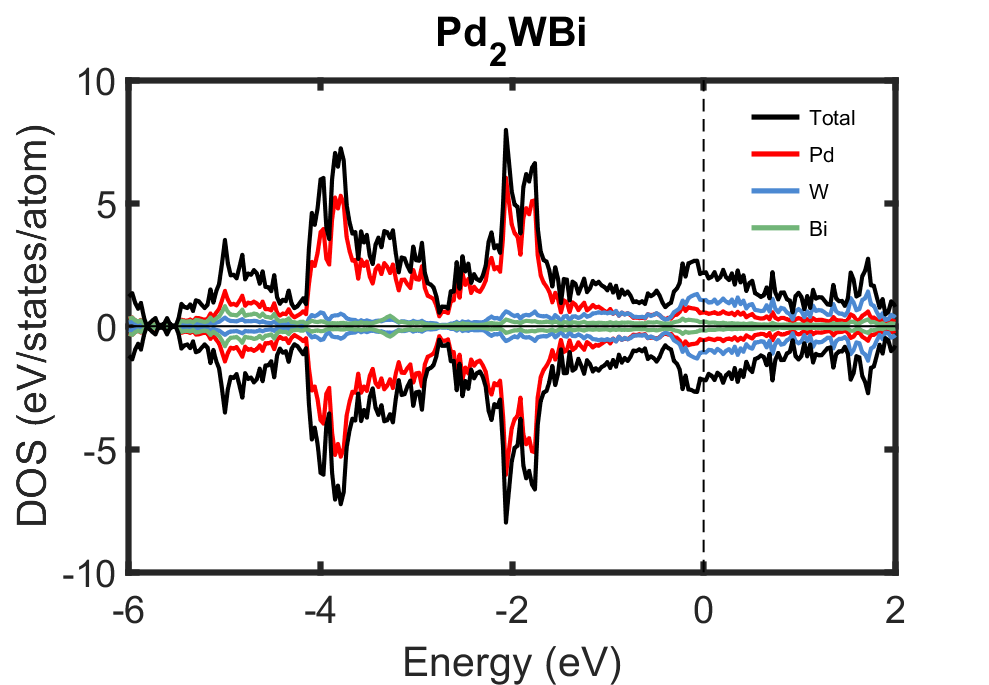 Pd2WBi
DOS (eV/states/atom)
10
5
0
-5
-10
Total
Pd
W
Bi
-6 -4 -2 0 2
Energy (eV)